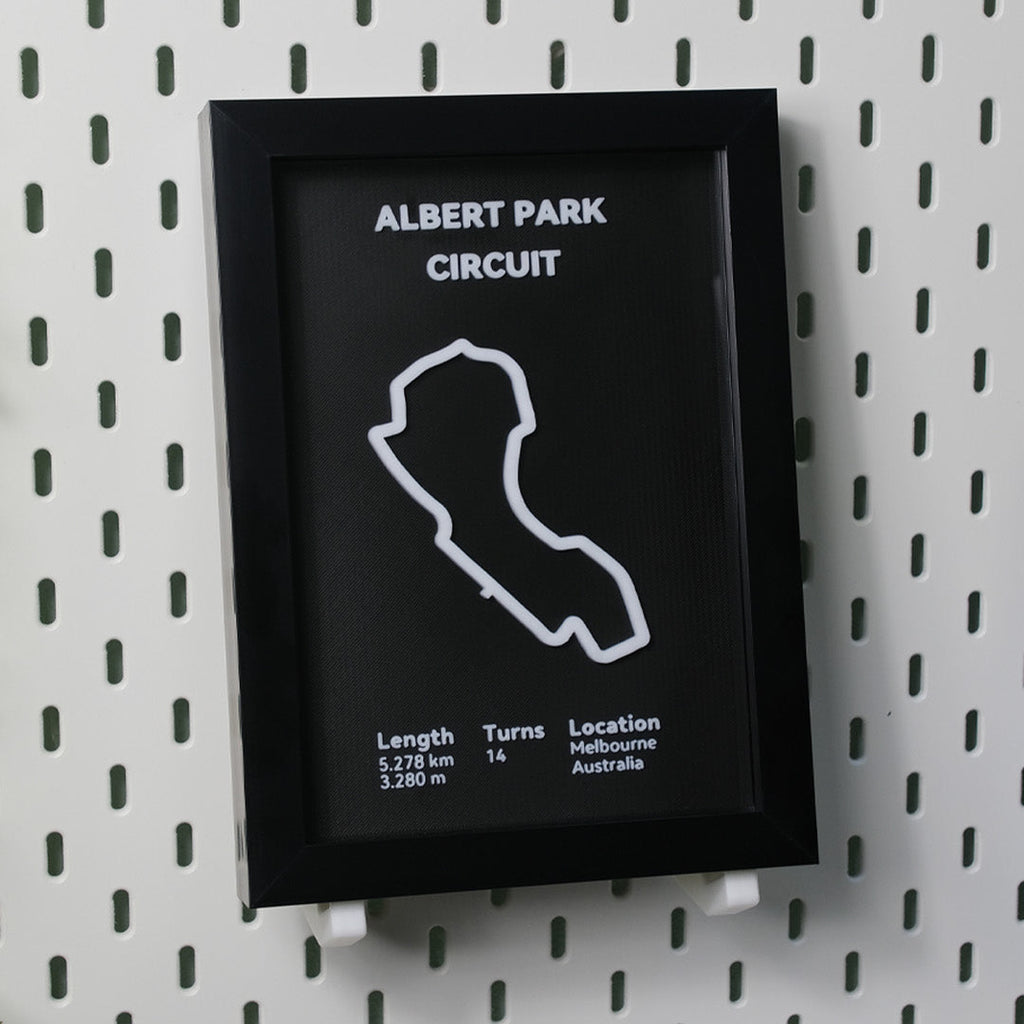 ALBERT PARK
CIRCUIT
Length
5.278 km
3.280 m
Turns
14
Location
Melbourne
Australia